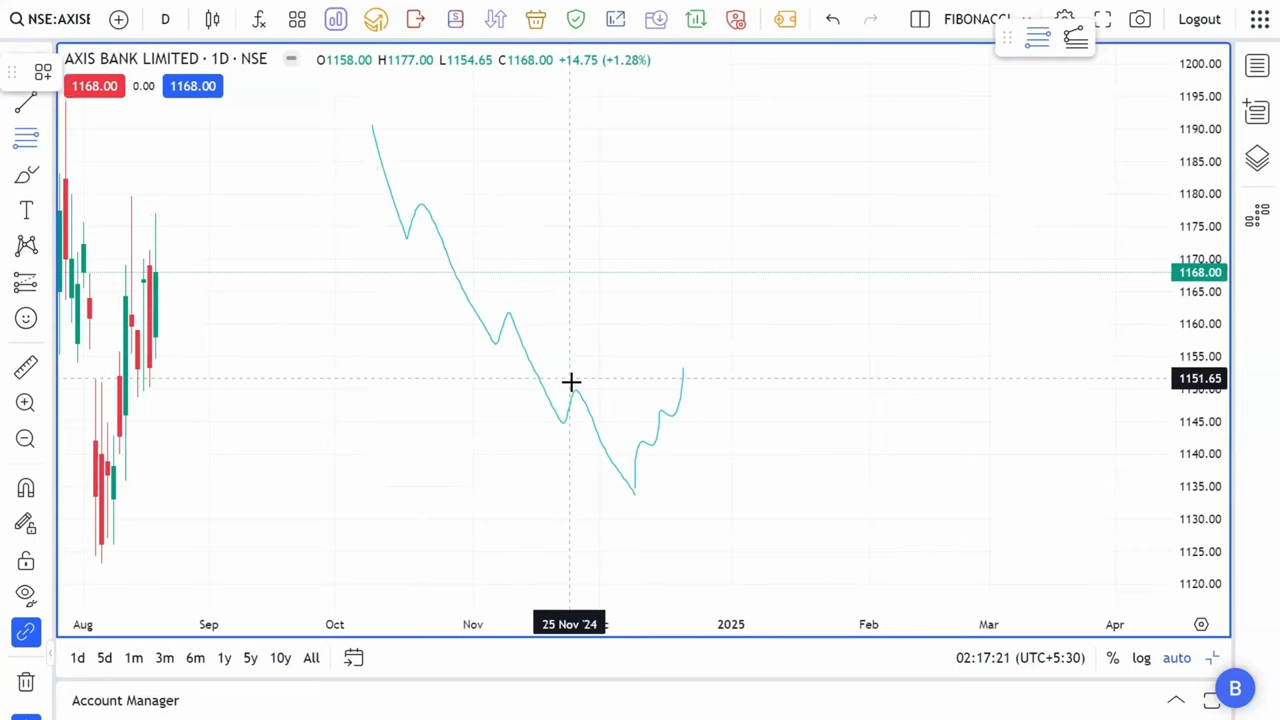 NSE:AXISE D FIBONACCI Logout
AXIS BANK LIMITED · 1D · NSE O1158.00 H1177.00 L1154.65 C1168.00 +14.75 (+1.28%)
1168.00 0.00 1168.00
1200.00
1195.00
1190.00
1185.00
1180.00
1175.00
1170.00
1168.00
1165.00
1160.00
1155.00
1151.65
1145.00
1140.00
1135.00
1130.00
1125.00
1120.00
Aug Sep Oct Nov 25 Nov '24 2025 Feb Mar Apr
1d 5d 1m 3m 6m 1y 5y 10y All 02:17:21 (UTC+5:30) % log auto
Account Manager
B